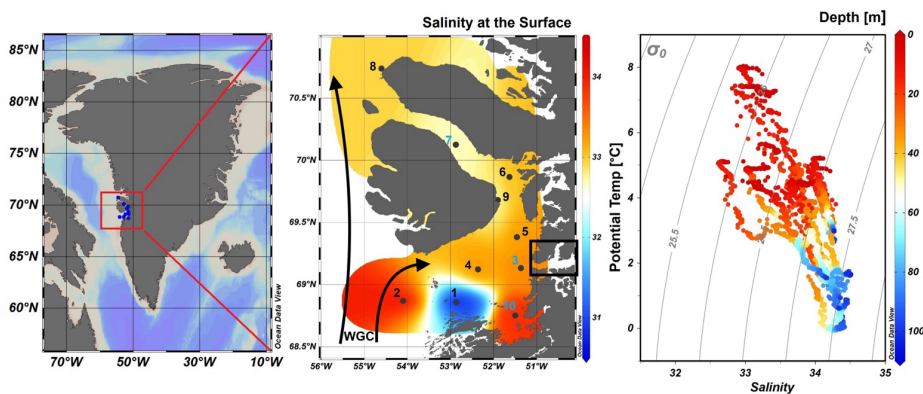 Salinity at the Surface
Depth [m]
85°N
80°N
75°N
70°N
65°N
60°N
70°W
50°W
30°W
10°W
Ocean Data View
70.5°N
70°N
69.5°N
69°N
68.5°N
56°W
55°W
54°W
53°W
52°W
51°W
8
7
6
9
5
3
4
2
1
10
WGC
Ocean Data View
34
33
32
31
σ0
Potential Temp [°C]
8
6
4
2
0
32
33
34
35
Salinity
25.5
27
27.5
Ocean Data View
0
20
40
60
80
100